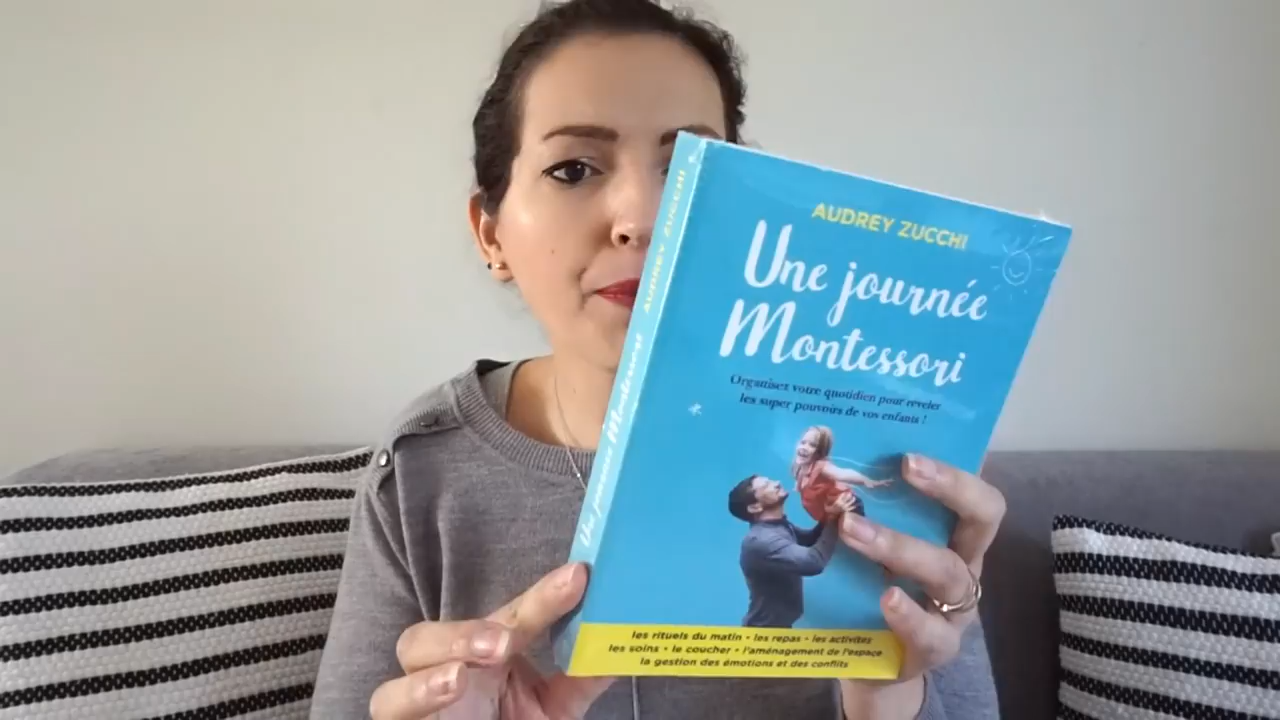 AUDREY ZUCCHI
Une journée
Montessori
Organisez votre quotidien pour révéler
les super pouvoirs de vos enfants !
les rituels du matin • les repas • les activités
les soins • le coucher • l'aménagement de l'espace
la gestion des émotions et des conflits
Une journée Montessori AUDREY ZUCCHI